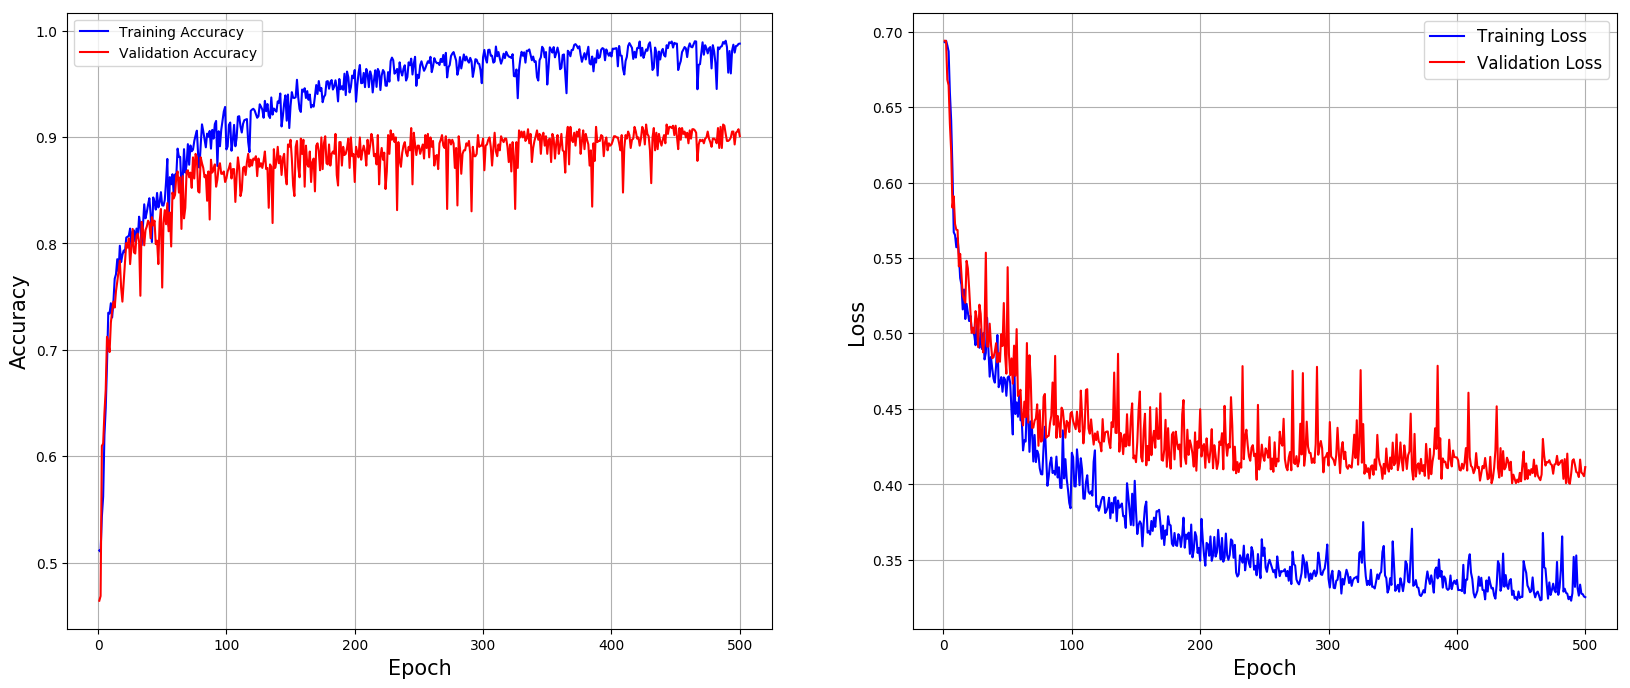 Training Accuracy
Validation Accuracy
1.0
0.9
0.8
0.7
0.6
0.5
Accuracy
0 100 200 300 400 500
Epoch
Training Loss
Validation Loss
0.70
0.65
0.60
0.55
0.50
0.45
0.40
0.35
Loss
0 100 200 300 400 500
Epoch